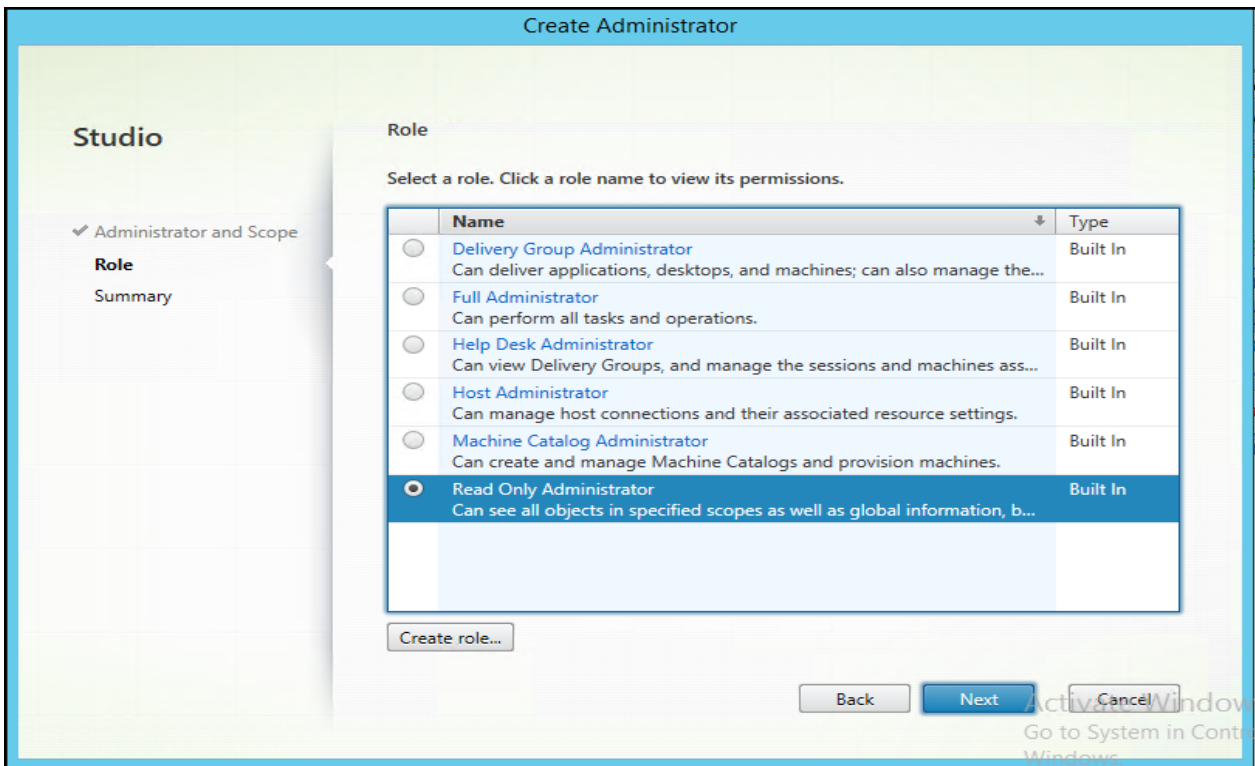 Create Administrator
Studio
Administrator and Scope
Role
Summary
Role
Select a role. Click a role name to view its permissions.
Name Type
Delivery Group Administrator Built In
Can deliver applications, desktops, and machines; can also manage the...
Full Administrator Built In
Can perform all tasks and operations.
Help Desk Administrator Built In
Can view Delivery Groups, and manage the sessions and machines ass...
Host Administrator Built In
Can manage host connections and their associated resource settings.
Machine Catalog Administrator Built In
Can create and manage Machine Catalogs and provision machines.
Read Only Administrator Built In
Can see all objects in specified scopes as well as global information, b...
Create role...
Back Next Cancel
Activate Window
Go to System in Contr
Windows.